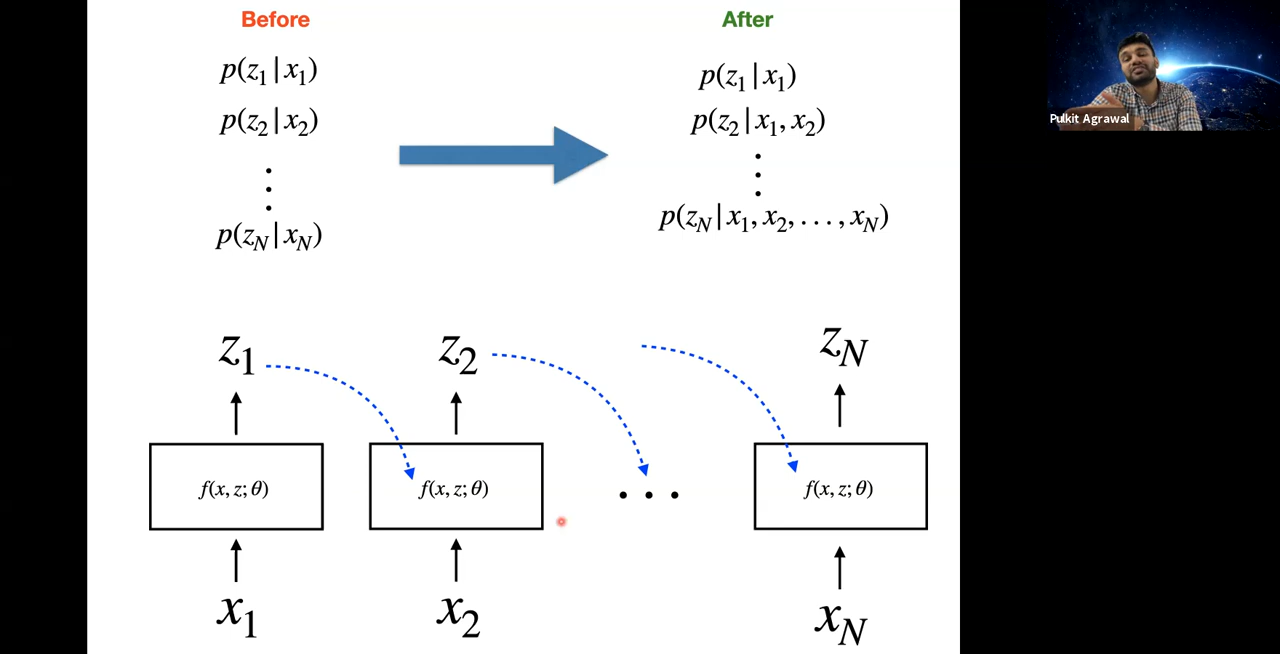 Before
After
p(z₁|x₁)
p(z₁|x₁)
p(z₂|x₂)
p(z₂|x₁, x₂)
⋮
⋮
p(z_N|x_N)
p(z_N|x₁, x₂, . . . , x_N)
Pulkit Agrawal
z₁
z₂
z_N
f(x, z; θ)
f(x, z; θ)
• • •
f(x, z; θ)
x₁
x₂
x_N